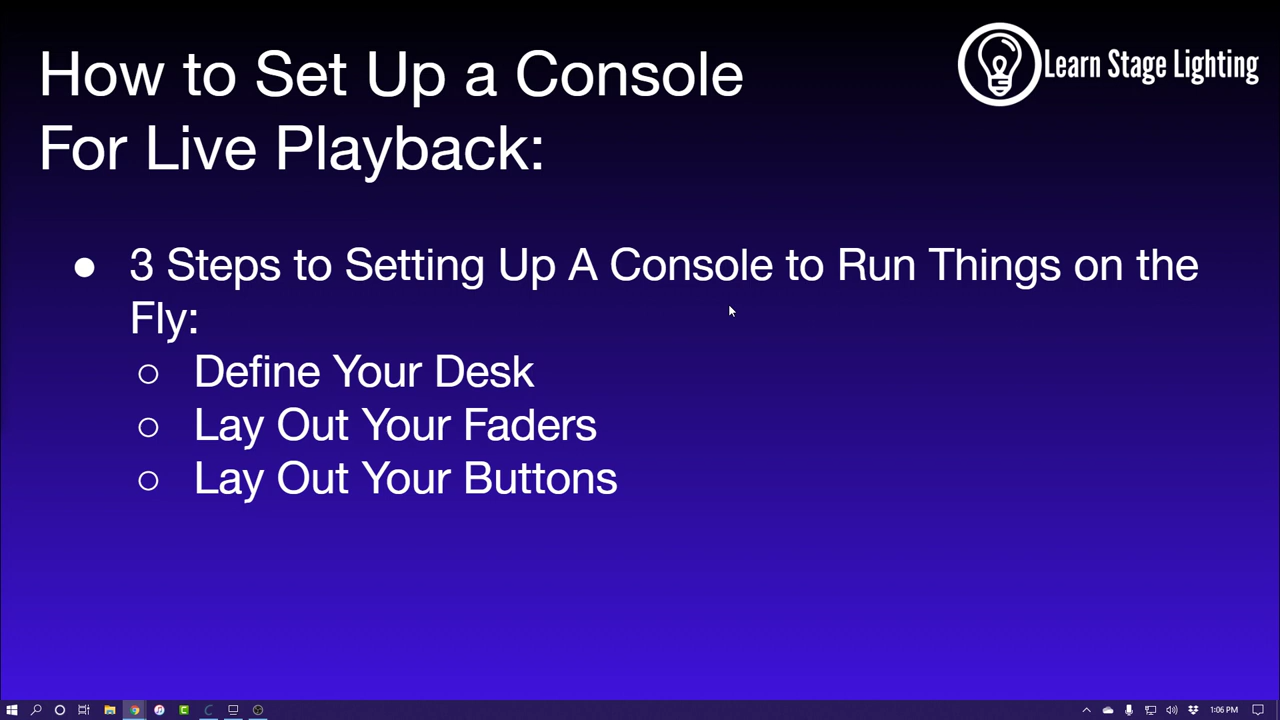 How to Set Up a Console
For Live Playback:
Learn Stage Lighting
● 3 Steps to Setting Up A Console to Run Things on the
Fly:
○ Define Your Desk
○ Lay Out Your Faders
○ Lay Out Your Buttons
1:06 PM